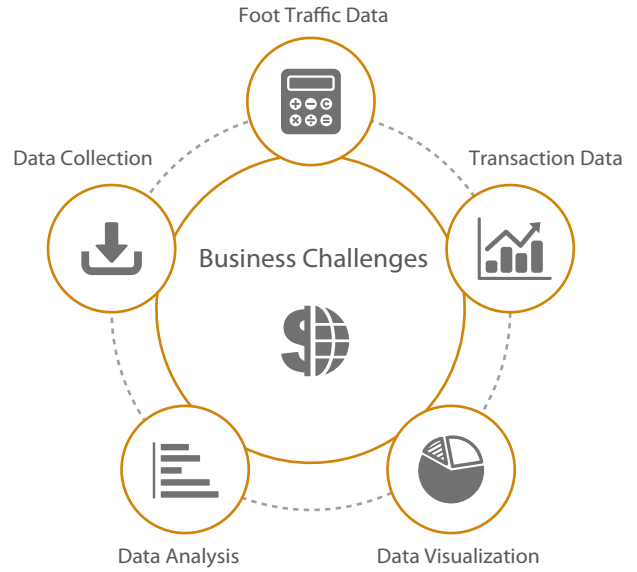 Foot Traffic Data
Data Collection
Transaction Data
Business Challenges
Data Analysis
Data Visualization